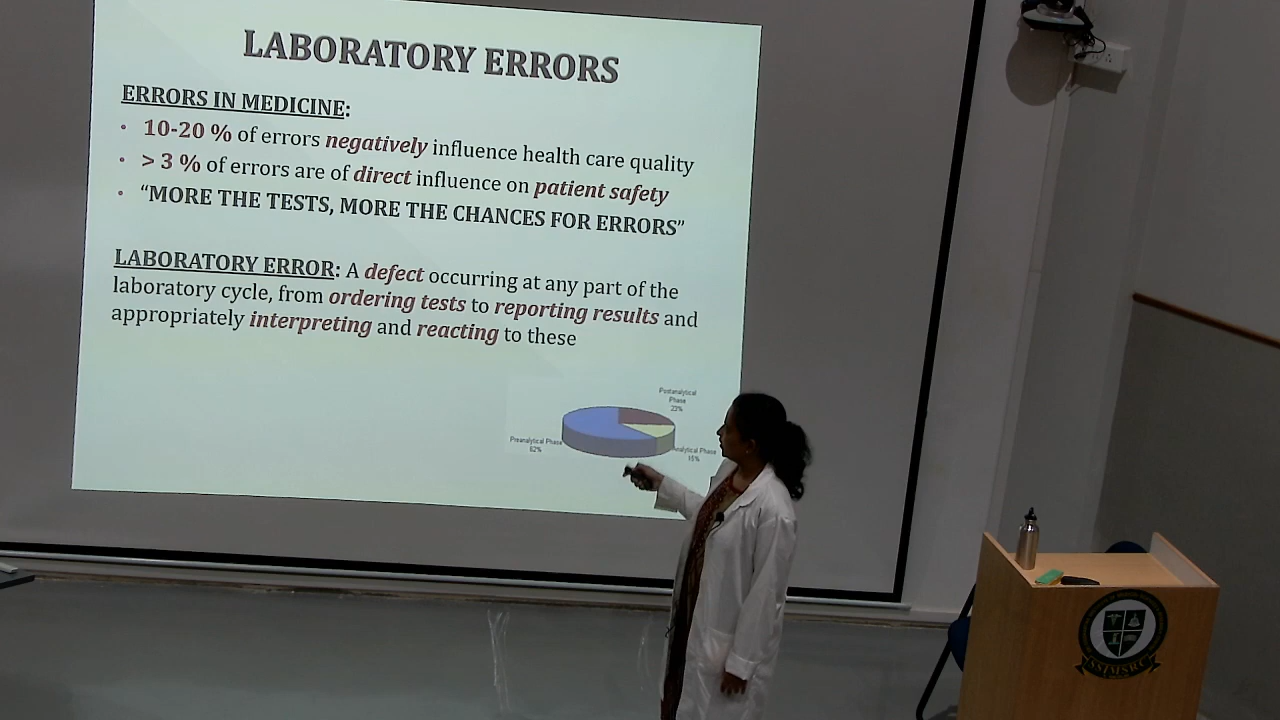 LABORATORY ERRORS
ERRORS IN MEDICINE:
• 10-20 % of errors negatively influence health care quality
• > 3 % of errors are of direct influence on patient safety
• “MORE THE TESTS, MORE THE CHANCES FOR ERRORS”
LABORATORY ERROR: A defect occurring at any part of the
laboratory cycle, from ordering tests to reporting results and
appropriately interpreting and reacting to these
Postanalytical
Phase
23%
Preanalytical Phase
62%
Phase
15%
SSIMSRC